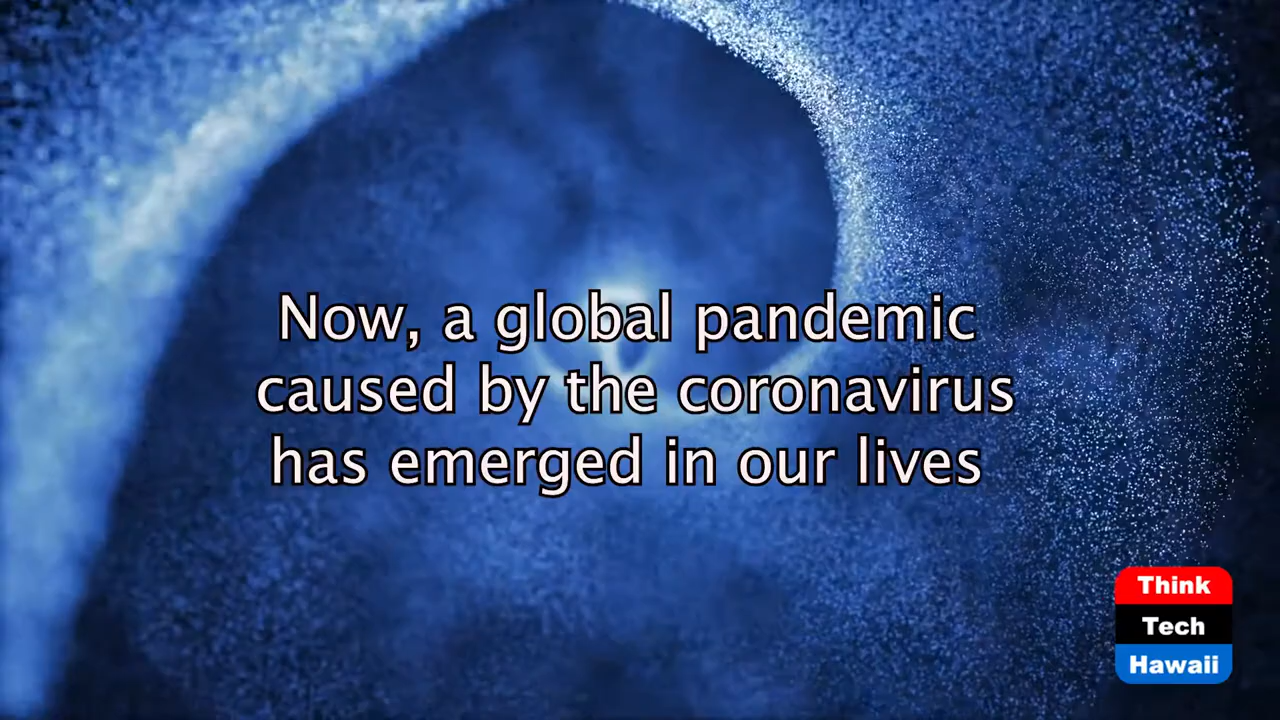 Now, a global pandemic
caused by the coronavirus
has emerged in our lives
Think
Tech
Hawaii